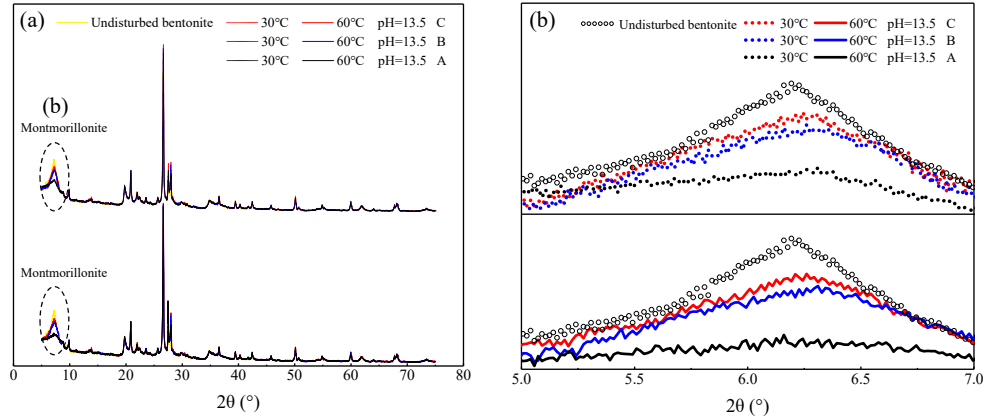 (a)
Undisturbed bentonite 30℃ 60℃ pH=13.5 C
30℃ 60℃ pH=13.5 B
30℃ 60℃ pH=13.5 A
(b)
Montmorillonite
Montmorillonite
0 10 20 30 40 50 60 70 80
2θ (°)
(b)
Undisturbed bentonite 30℃ 60℃ pH=13.5 C
30℃ 60℃ pH=13.5 B
30℃ 60℃ pH=13.5 A
5.0 5.5 6.0 6.5 7.0
2θ (°)